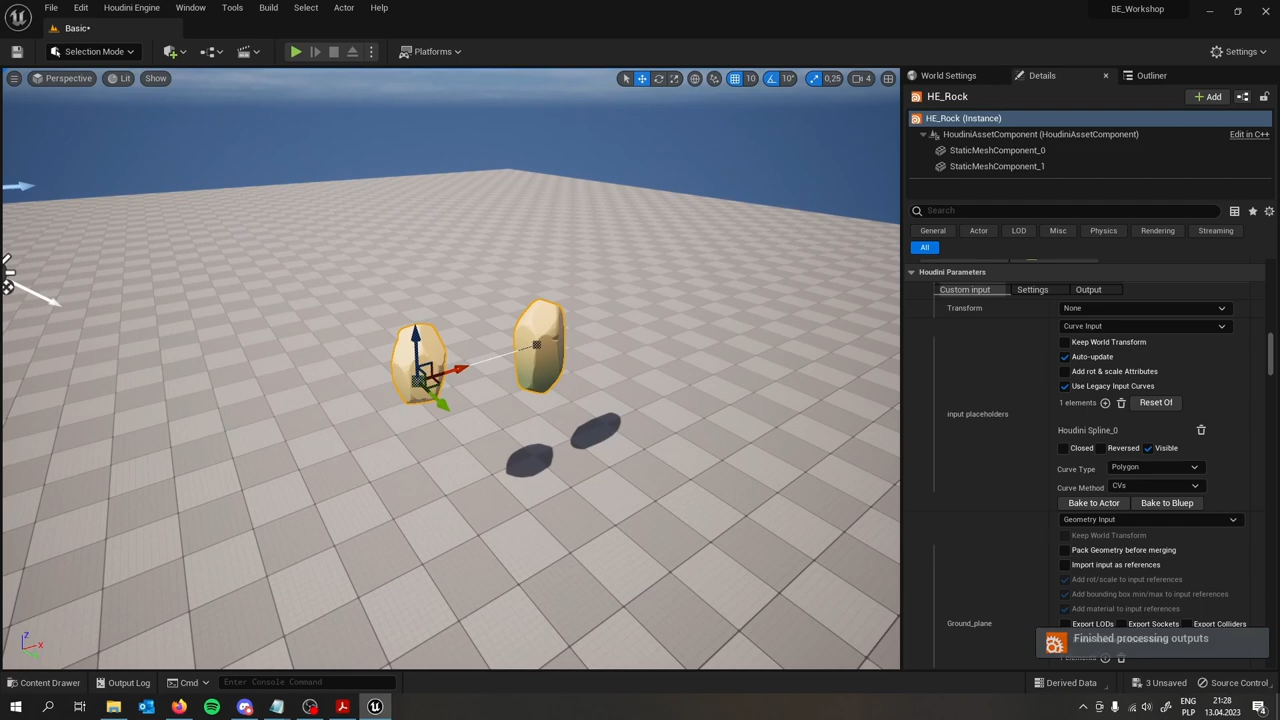 File Edit Houdini Engine Window Tools Build Select Actor Help
BE_Workshop
Basic*
Selection Mode
Platforms
Settings
Perspective Lit Show
10 10° 0,25 4
World Settings Details Outliner
HE_Rock
Add
HE_Rock (Instance)
HoudiniAssetComponent (HoudiniAssetComponent) Edit in C++
StaticMeshComponent_0
StaticMeshComponent_1
Search
General Actor LOD Misc Physics Rendering Streaming
All
Houdini Parameters
Custom input Settings Output
Transform None
Curve Input
Keep World Transform
Auto-update
Add rot & scale Attributes
Use Legacy Input Curves
1 elements Reset Of
input placeholders
Houdini Spline_0
Closed Reversed Visible
Curve Type Polygon
Curve Method CVs
Bake to Actor Bake to Bluep
Geometry Input
Keep World Transform
Pack Geometry before merging
Import input as references
Add rot/scale to input references
Add bounding box min/max to input references
Add material to input references
Ground_plane
Export LODs Export Sockets Export Colliders
Finished processing outputs
Z X
Content Drawer Output Log Cmd Enter Console Command
Derived Data 3 Unsaved Source Control
ENG 21:28
PLP 13.04.2023
4